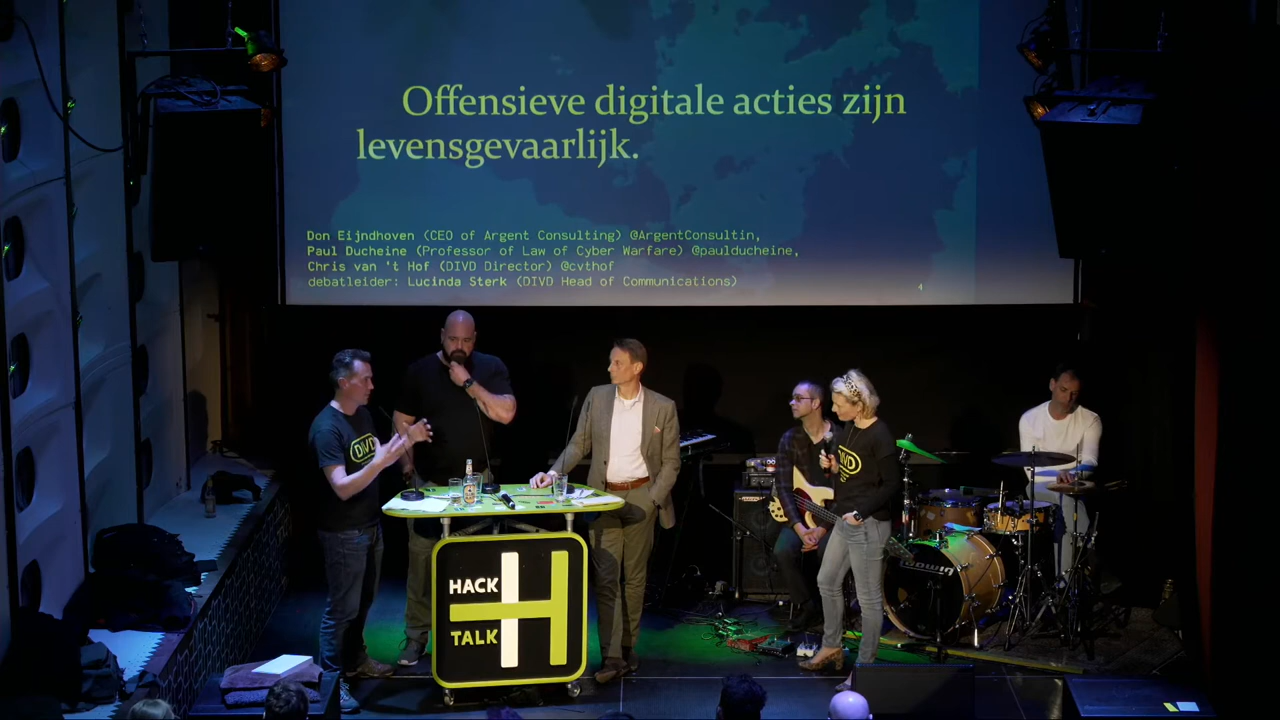 Offensieve digitale acties zijn
levensgevaarlijk.
Don Eijndhoven (CEO of Argent Consulting) @ArgentConsultin,
Paul Ducheine (Professor of Law of Cyber Warfare) @paulducheine,
Chris van 't Hof (DIVD Director) @cvthof
debatleider: Lucinda Sterk (DIVD Head of Communications)
4
DIVD
DIVD
HACK
TALK